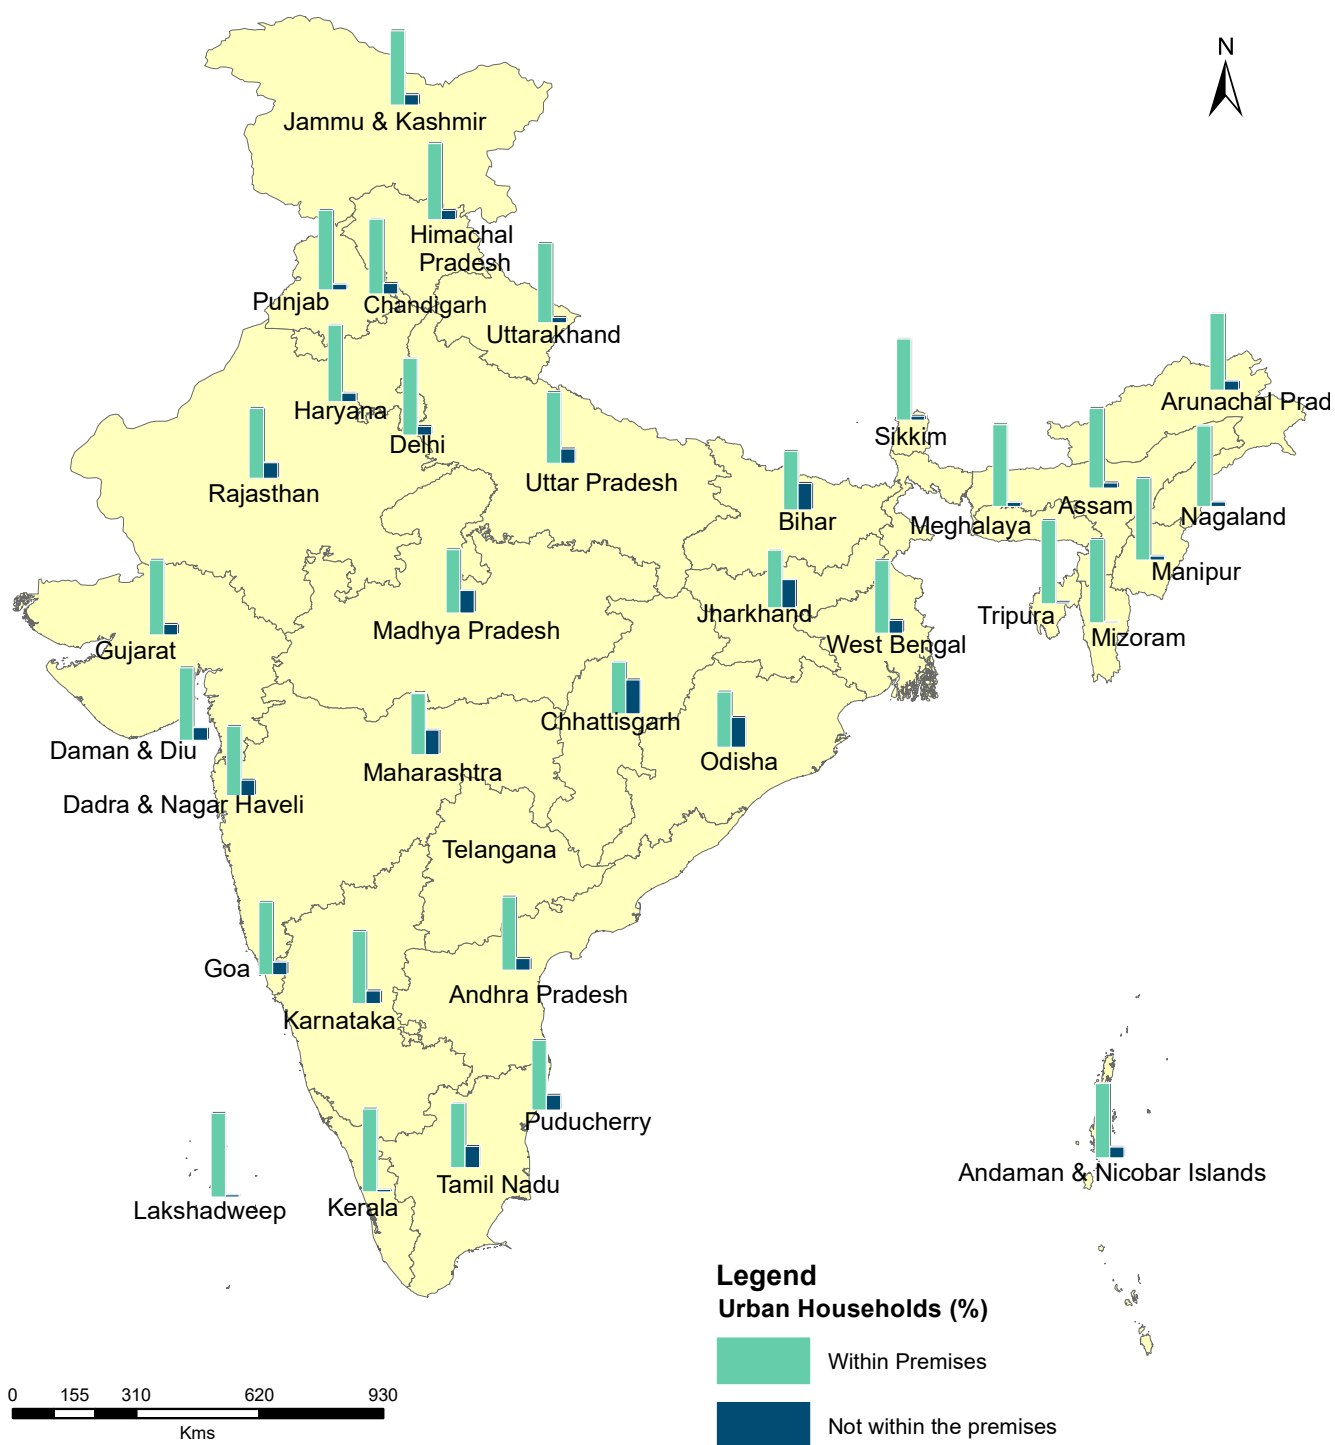 N
Jammu & Kashmir
Himachal
Pradesh
Punjab
Chandigarh
Uttarakhand
Haryana
Delhi
Rajasthan
Uttar Pradesh
Bihar
Sikkim
Arunachal Prad
Meghalaya
Assam
Nagaland
Manipur
Tripura
Mizoram
Gujarat
Madhya Pradesh
Jharkhand
West Bengal
Daman & Diu
Chhattisgarh
Odisha
Maharashtra
Dadra & Nagar Haveli
Telangana
Goa
Andhra Pradesh
Karnataka
Puducherry
Lakshadweep
Kerala
Tamil Nadu
Andaman & Nicobar Islands
Legend
Urban Households (%)
Within Premises
Not within the premises
0 155 310 620 930
Kms